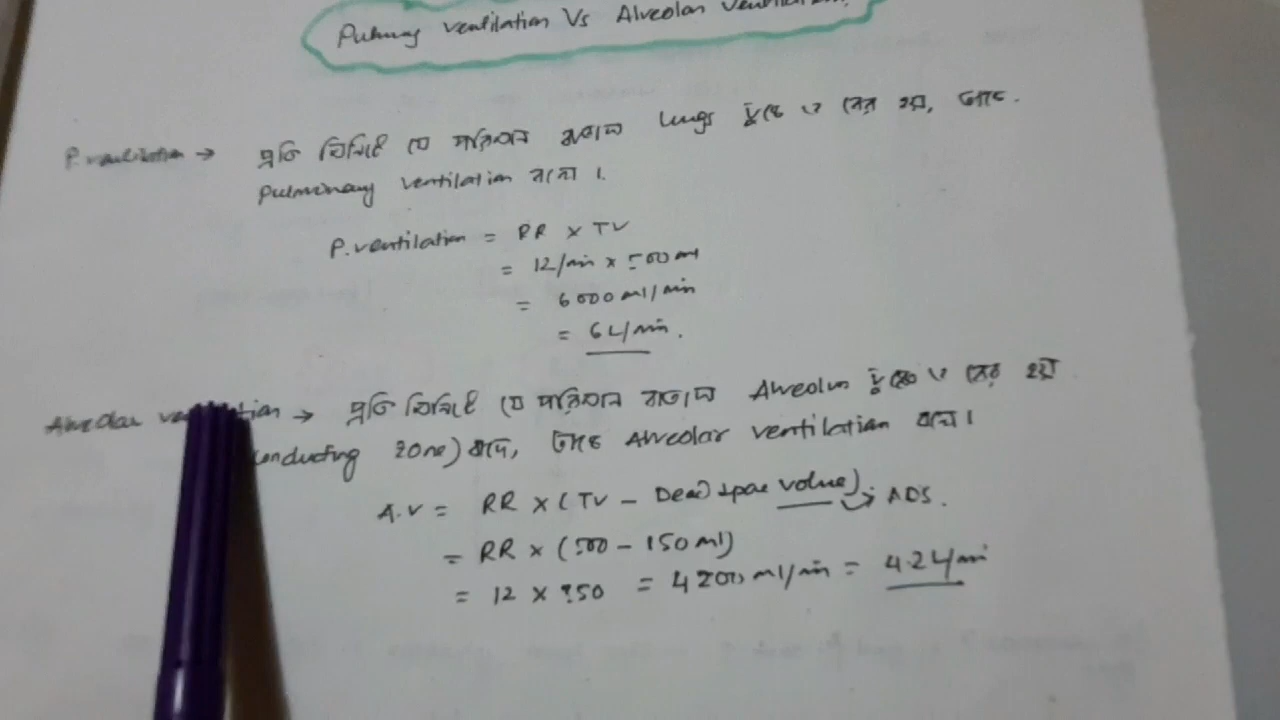 Pulmonary ventilation Vs Alveolar Ventilation
P. ventilation → প্রতি মিনিটে যে পরিমান বাতাস lungs ঢুকে ও বের হয়, তাকে
pulmonary ventilation বলে।
P. ventilation = RR × TV
= 12/min × 500 ml
= 6000 ml/min
= 6L/min.
Alveolar ventilation → প্রতি মিনিটে যে পরিমান বাতাস Alveolus ঢুকে ও বের হয়
conducting zone) বাদে, তাকে Alveolar ventilation বলে।
A.V = RR × (TV - Dead space volume) → ADS.
= RR × (500 - 150 ml)
= 12 × 350 = 4200 ml/min = 4.2L/min